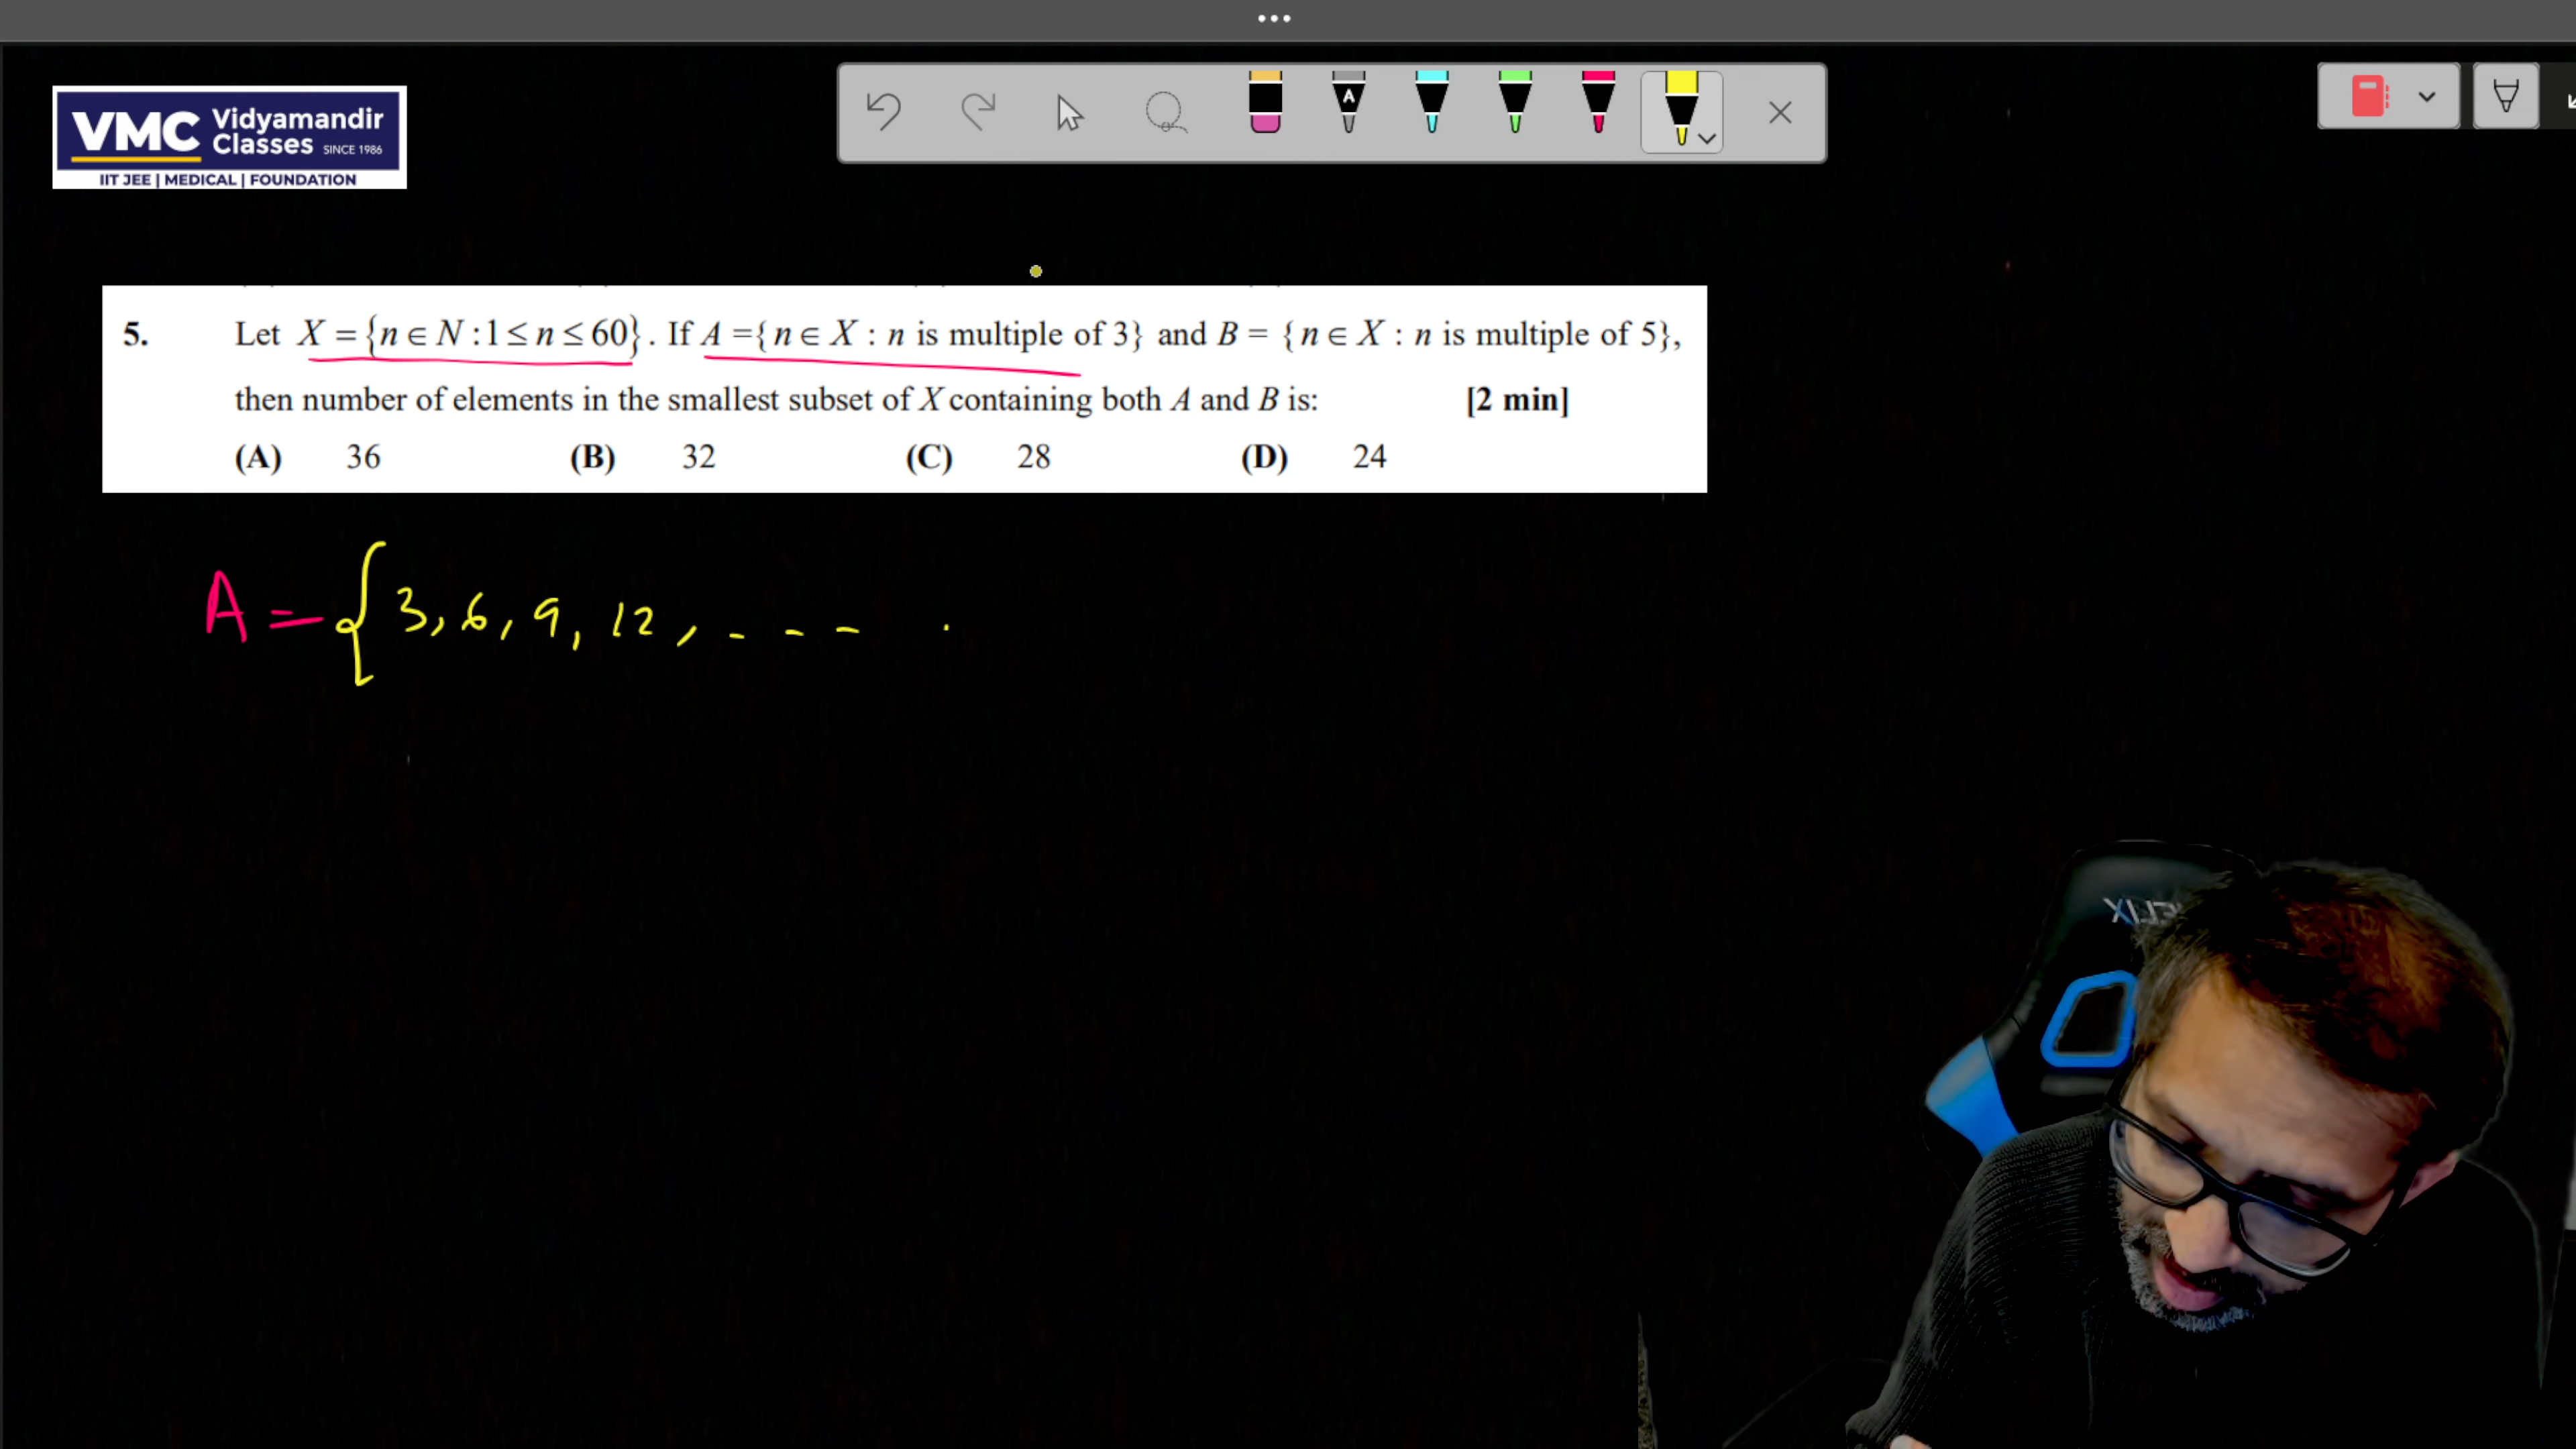 •••
VMC Vidyamandir Classes SINCE 1986
IIT JEE | MEDICAL | FOUNDATION
A
5. Let X = {n ∈ N : 1 ≤ n ≤ 60}. If A = {n ∈ X : n is multiple of 3} and B = {n ∈ X : n is multiple of 5},
then number of elements in the smallest subset of X containing both A and B is: [2 min]
(A) 36 (B) 32 (C) 28 (D) 24
A = { 3, 6, 9, 12, - - - .